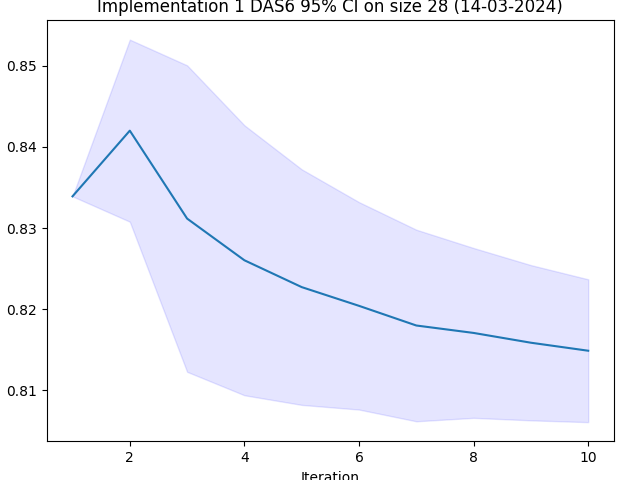 Implementation 1 DAS6 95% CI on size 28 (14-03-2024)
0.85
0.84
0.83
0.82
0.81
2 4 6 8 10
Iteration